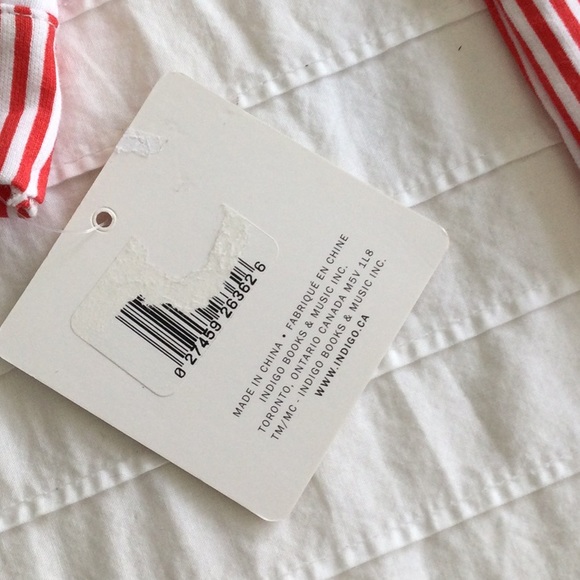 0 27459 26362 6
MADE IN CHINA • FABRIQUÉ EN CHINE
INDIGO BOOKS & MUSIC INC.
TORONTO, ONTARIO CANADA M5V 1L8
TM/MC - INDIGO BOOKS & MUSIC INC.
WWW.INDIGO.CA